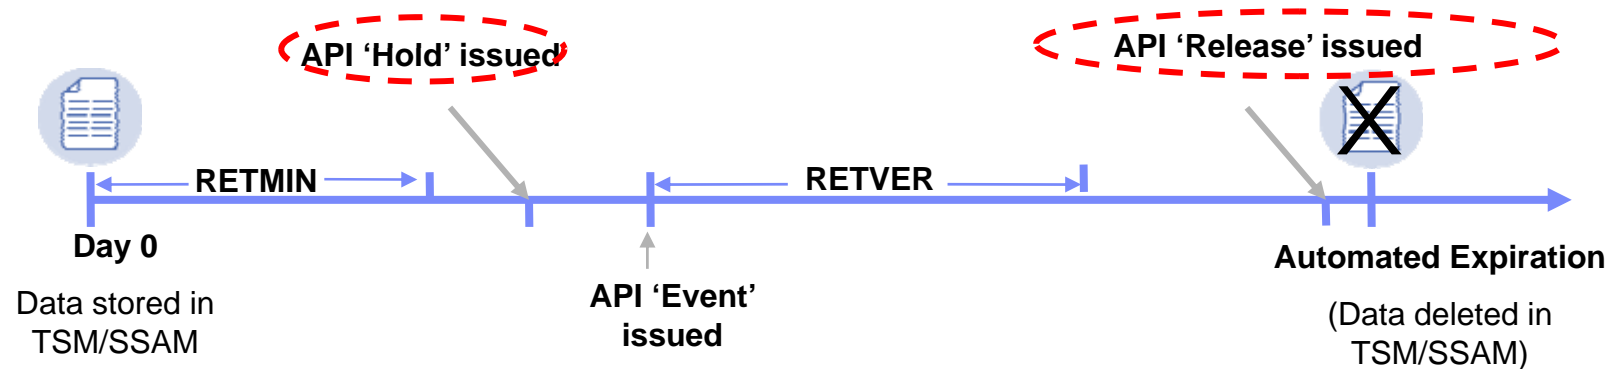 API ‘Hold’ issued
API ‘Release’ issued
RETMIN
RETVER
Day 0
Data stored in
TSM/SSAM
API ‘Event’
issued
Automated Expiration
(Data deleted in
TSM/SSAM)